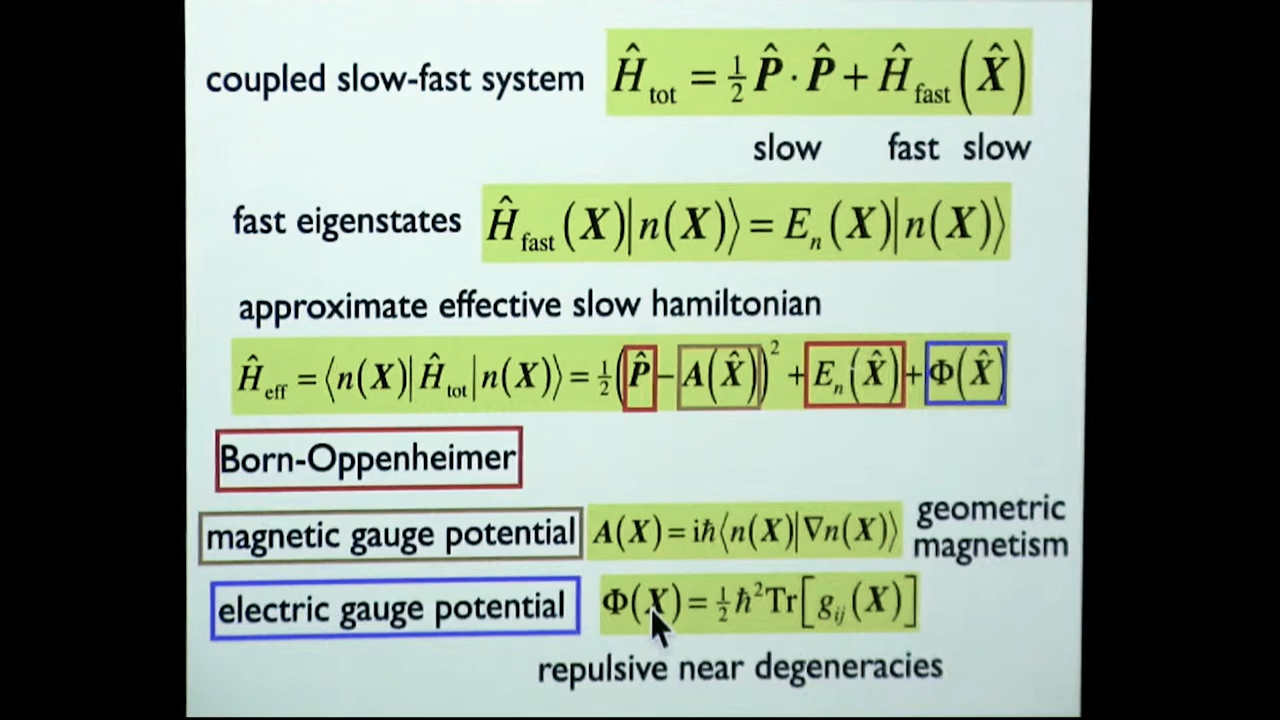 coupled slow-fast system Ĥ_tot = ½ P̂ · P̂ + Ĥ_fast(X̂)
slow fast slow
fast eigenstates Ĥ_fast(X)|n(X)⟩ = E_n(X)|n(X)⟩
approximate effective slow hamiltonian
Ĥ_eff = ⟨n(X)|Ĥ_tot|n(X)⟩ = ½(P̂ − A(X̂))² + E_n(X̂) + Φ(X̂)
Born-Oppenheimer
magnetic gauge potential A(X) = iħ⟨n(X)|∇n(X)⟩ geometric
magnetism
electric gauge potential Φ(X) = ½ħ²Tr[g_ij(X)]
repulsive near degeneracies